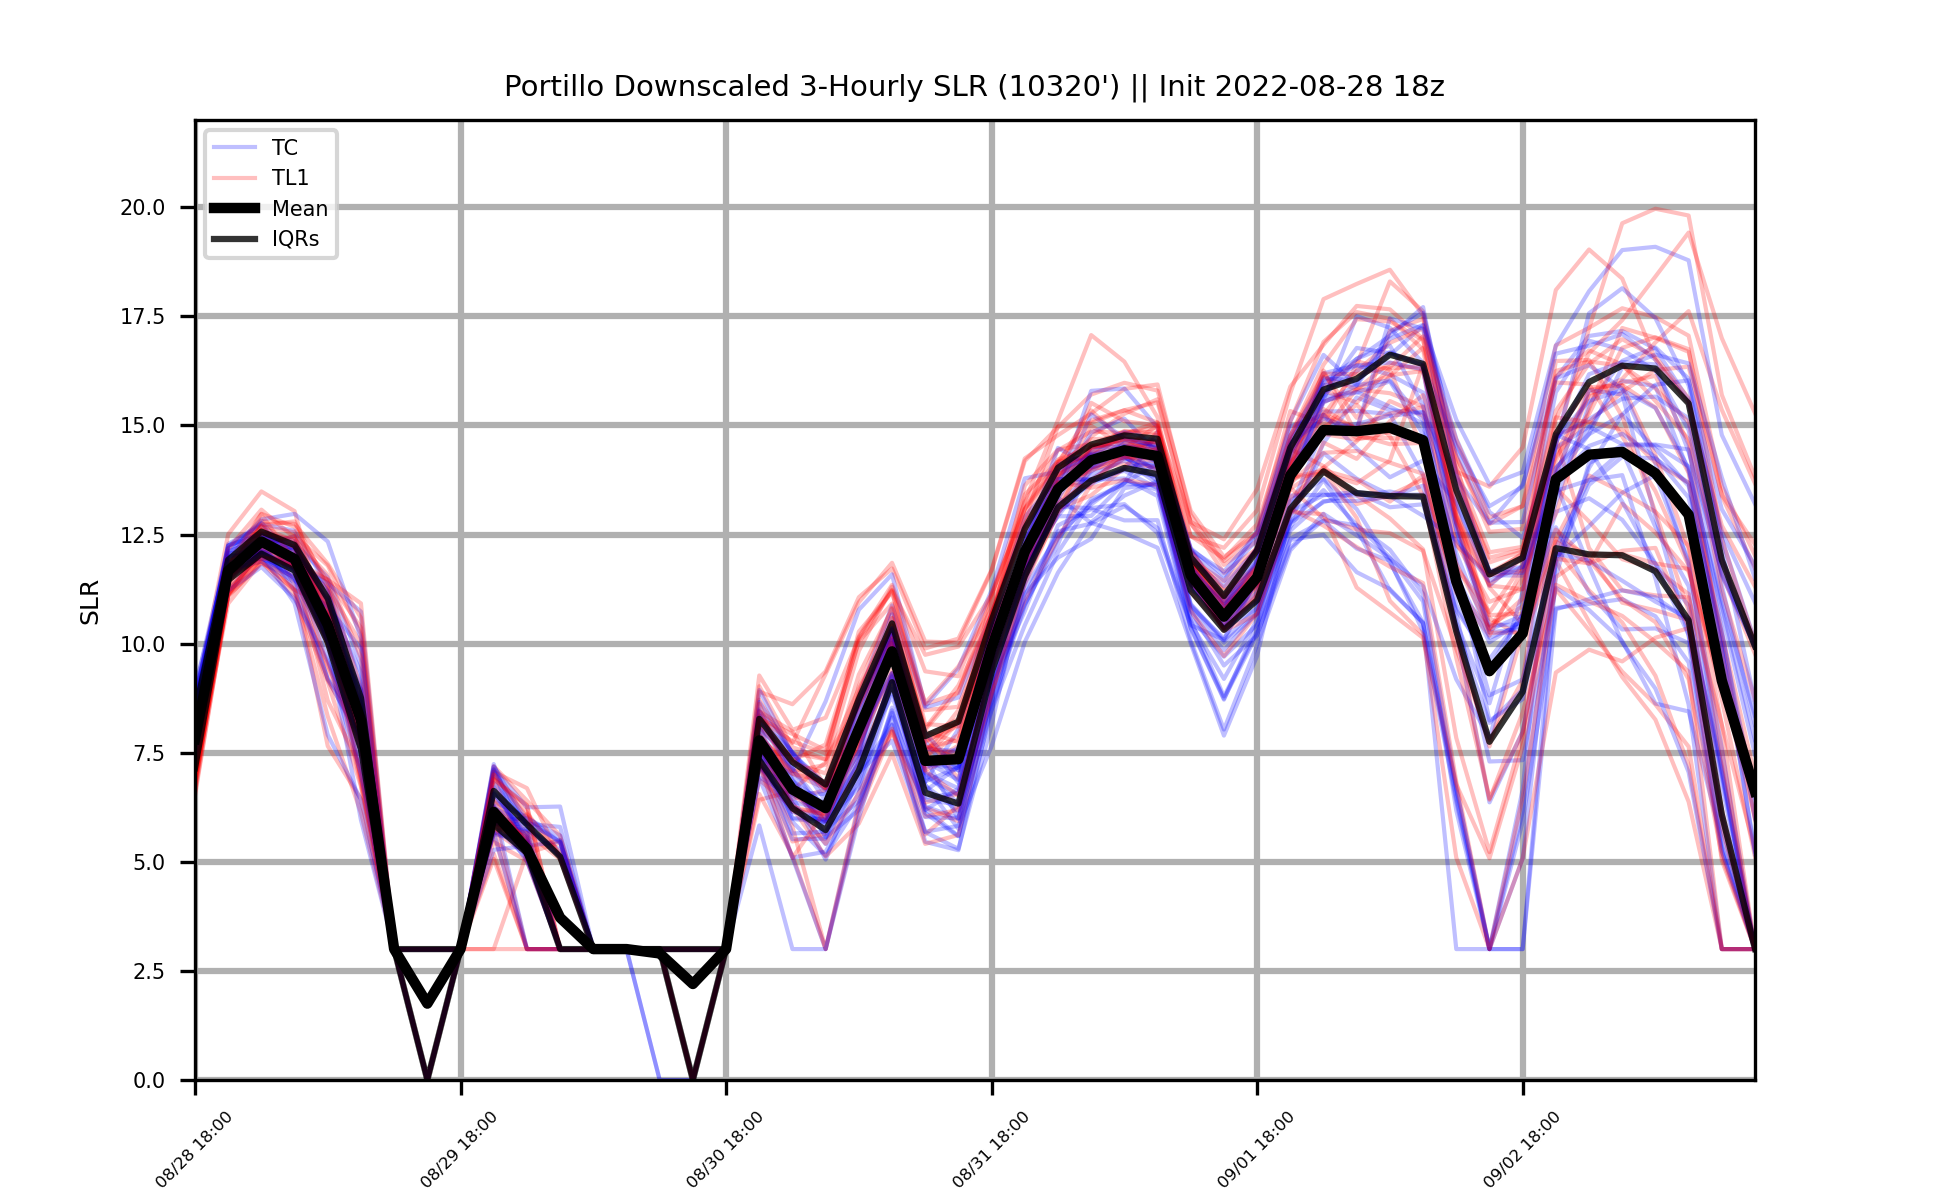 Portillo Downscaled 3-Hourly SLR (10320') || Init 2022-08-28 18z
TC
TL1
Mean
IQRs
SLR
20.0
17.5
15.0
12.5
10.0
7.5
5.0
2.5
0.0
08/28 18:00
08/29 18:00
08/30 18:00
08/31 18:00
09/01 18:00
09/02 18:00